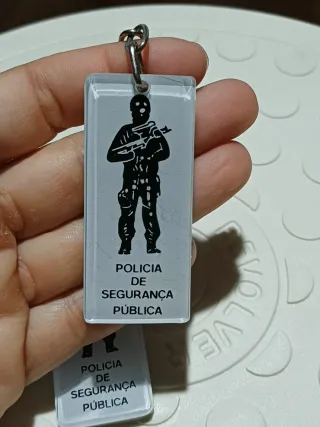 POLICIA
DE
SEGURANÇA
PÚBLICA
POLICIA
DE
SEGURANÇA
PÚBLICA